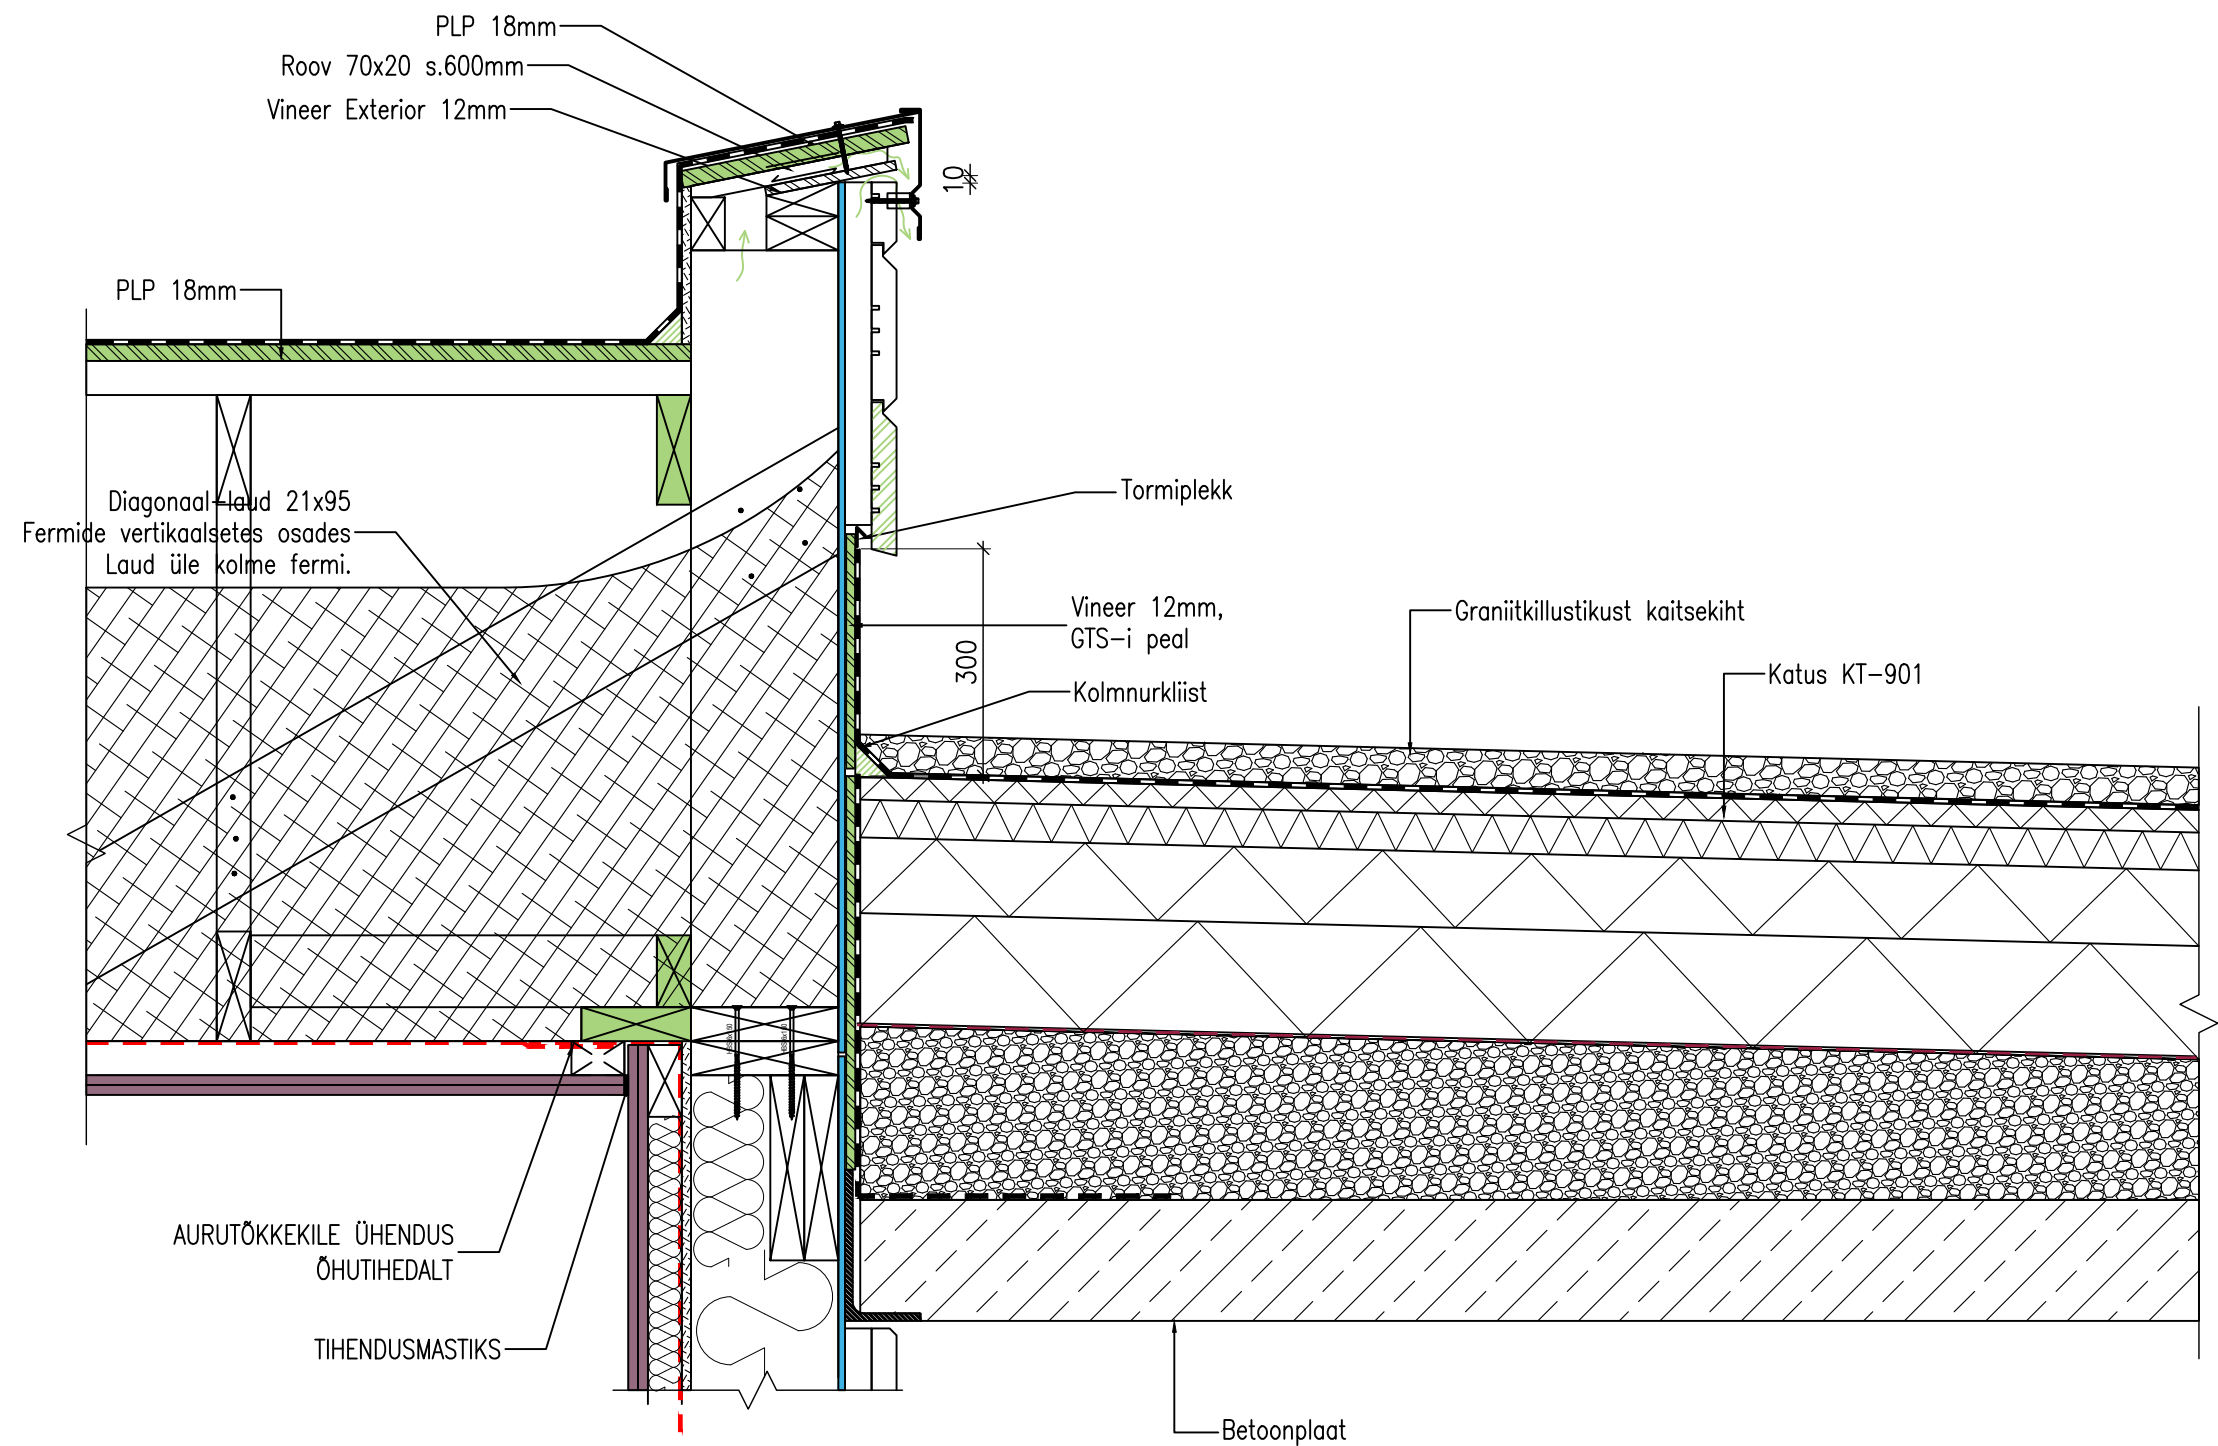 PLP 18mm
Roov 70x20 s.600mm
Vineer Exterior 12mm
10
PLP 18mm
Diagonaal-laud 21x95
Fermide vertikaalsetes osades
Laud üle kolme fermi.
Tormiplekk
Vineer 12mm,
GTS-i peal
300
Kolmnurkliist
Graniitkillustikust kaitsekiht
Katus KT-901
AURUTÕKKEKILE ÜHENDUS
ÕHUTIHEDALT
TIHENDUSMASTIKS
Betoonplaat